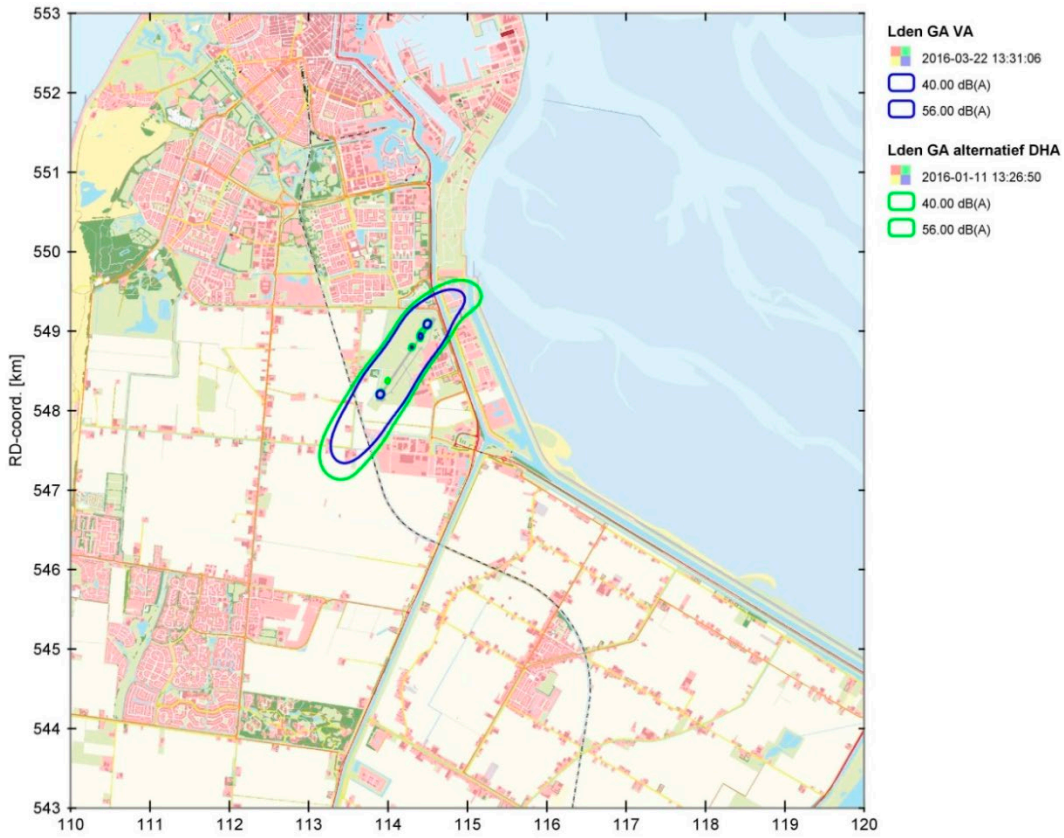 553
552
551
550
549
548
547
546
545
544
543
RD-coord. [km]
110 111 112 113 114 115 116 117 118 119 120
Lden GA VA
2016-03-22 13:31:06
40.00 dB(A)
56.00 dB(A)
Lden GA alternatief DHA
2016-01-11 13:26:50
40.00 dB(A)
56.00 dB(A)